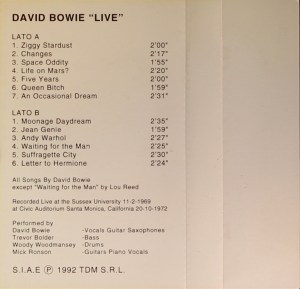 DAVID BOWIE "LIVE"
LATO A
1. Ziggy Stardust 2'00"
2. Changes 2'17"
3. Space Oddity 1'55"
4. Life on Mars? 2'20"
5. Five Years 2'00"
6. Queen Bitch 1'59"
7. An Occasional Dream 2'31"
LATO B
1. Moonage Daydream 2'35"
2. Jean Genie 1'59"
3. Andy Warhol 2'27"
4. Waiting for the Man 2'25"
5. Suffragette City 2'30"
6. Letter to Hermione 2'24"
All Songs By David Bowie
except "Waiting for the Man" by Lou Reed
Recorded Live at the Sussex University 11-2-1969
at Civic Auditorium Santa Monica, California 20-10-1972
Performed by
David Bowie -Vocals Guitar Saxophones
Trevor Bolder -Bass
Woody Woodmansey -Drums
Mick Ronson -Guitars Piano Vocals
S.I.A.E Ⓟ 1992 TDM S.R.L.